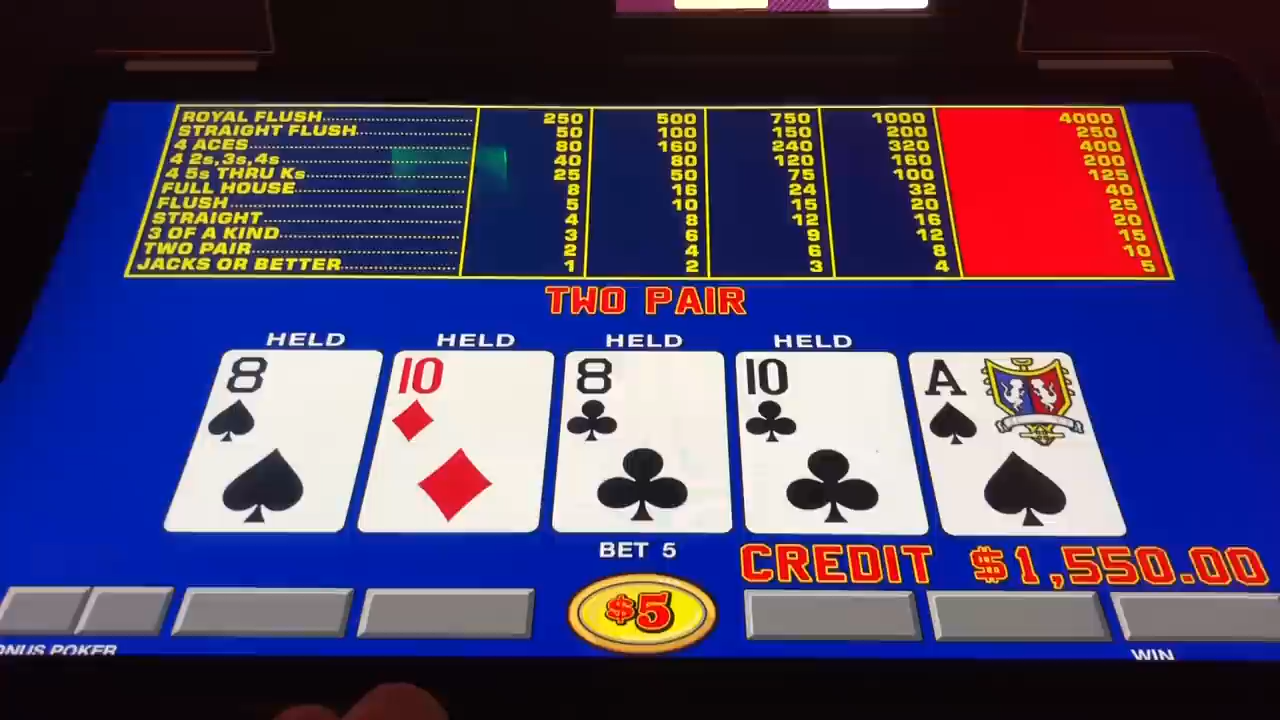 ROYAL FLUSH 250 500 750 1000 4000
STRAIGHT FLUSH 50 100 150 200 250
4 ACES 80 160 240 320 400
4 2s,3s,4s 40 80 120 160 200
4 5s THRU Ks 25 50 75 100 125
FULL HOUSE 8 16 24 32 40
FLUSH 5 10 15 20 25
STRAIGHT 4 8 12 16 20
3 OF A KIND 3 6 9 12 15
TWO PAIR 2 4 6 8 10
JACKS OR BETTER 1 2 3 4 5
TWO PAIR
HELD HELD HELD HELD
8 10 8 10 A
BET 5
CREDIT $1,550.00
$5
ONUS POKER
WIN